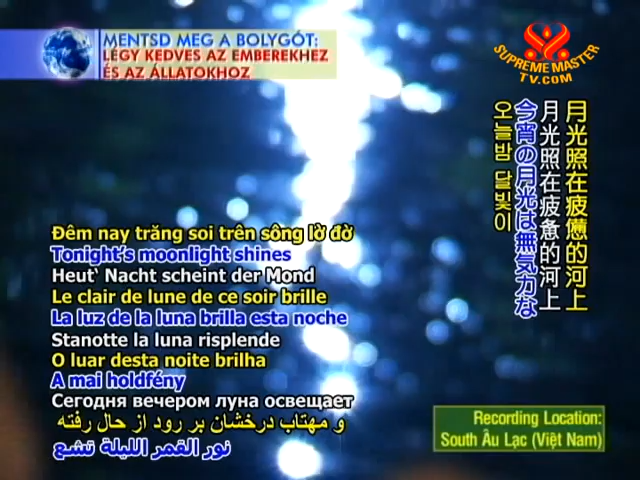 MENTSD MEG A BOLYGÓT:
LÉGY KEDVES AZ EMBEREKHEZ
ÉS AZ ÁLLATOKHOZ
SUPREME MASTER
TV.COM
月光照在疲憊的河上
月光照在疲惫的河上
今宵の月光は無気力な
오늘밤 달빛이
Đêm nay trăng soi trên sông lờ đờ
Tonight's moonlight shines
Heut‘ Nacht scheint der Mond
Le clair de lune de ce soir brille
La luz de la luna brilla esta noche
Stanotte la luna risplende
O luar desta noite brilha
A mai holdfény
Сегодня вечером луна освещает
و مهتاب درخشان بر رود از حال رفته
نور القمر الليلة تشع
Recording Location:
South Âu Lạc (Việt Nam)